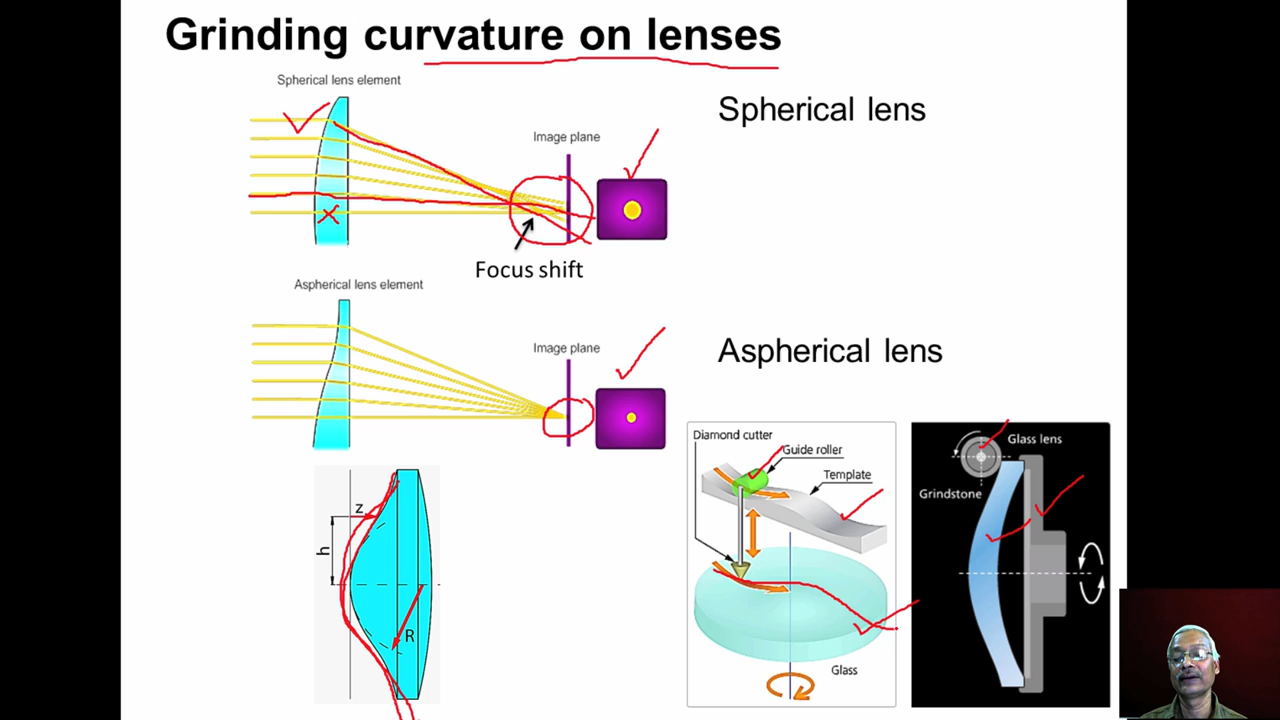 Grinding curvature on lenses
Spherical lens element
Spherical lens
Image plane
Focus shift
Aspherical lens element
Image plane
Aspherical lens
Diamond cutter
Guide roller
Template
Glass
Glass lens
Grindstone
z
h
R